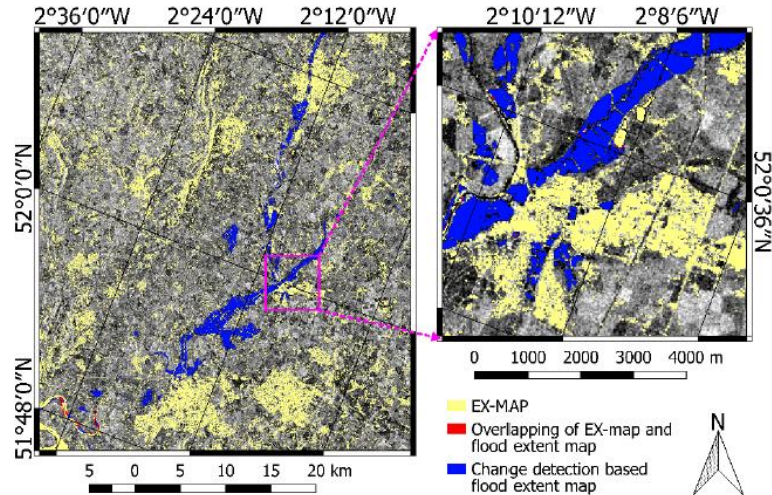 2°36′0″W 2°24′0″W 2°12′0″W
2°10′12″W 2°8′6″W
52°0′0″N
51°48′0″N
52°0′36″N
0 1000 2000 3000 4000 m
EX-MAP
Overlapping of EX-map and
flood extent map
Change detection based
flood extent map
N
5 0 5 10 15 20 km